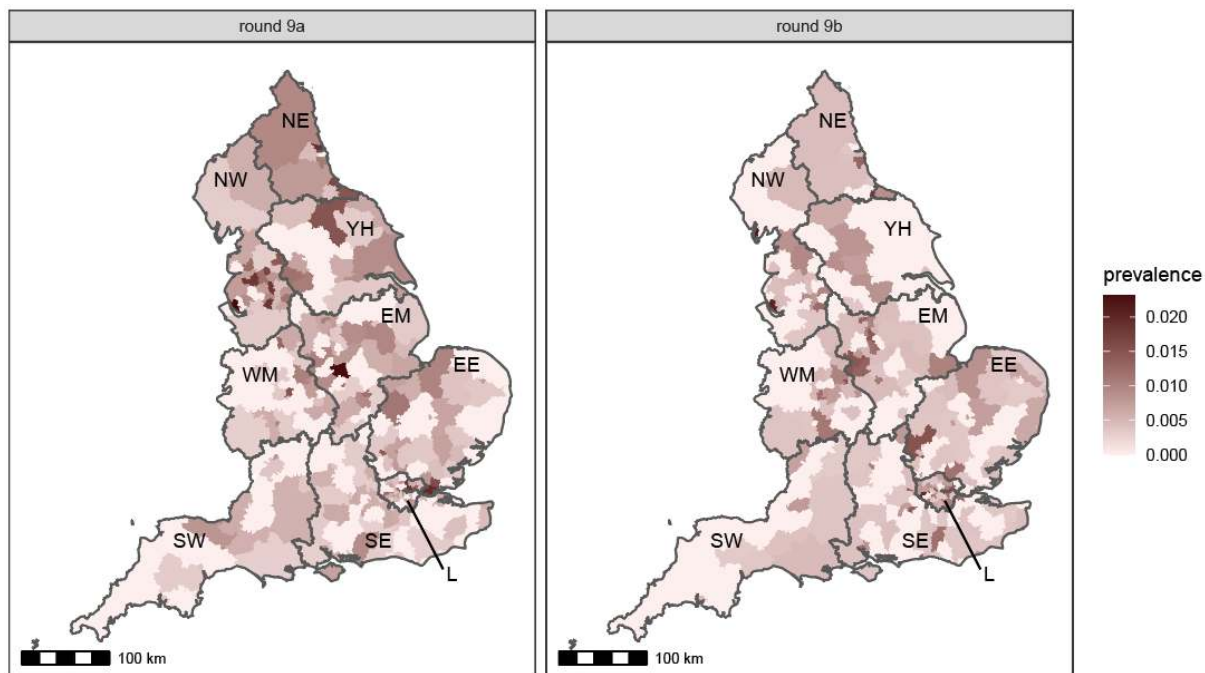 round 9a
NE
NW
YH
EM
WM
EE
SW
SE
L
100 km
round 9b
NE
NW
YH
EM
WM
EE
SW
SE
L
100 km
prevalence
0.020
0.015
0.010
0.005
0.000